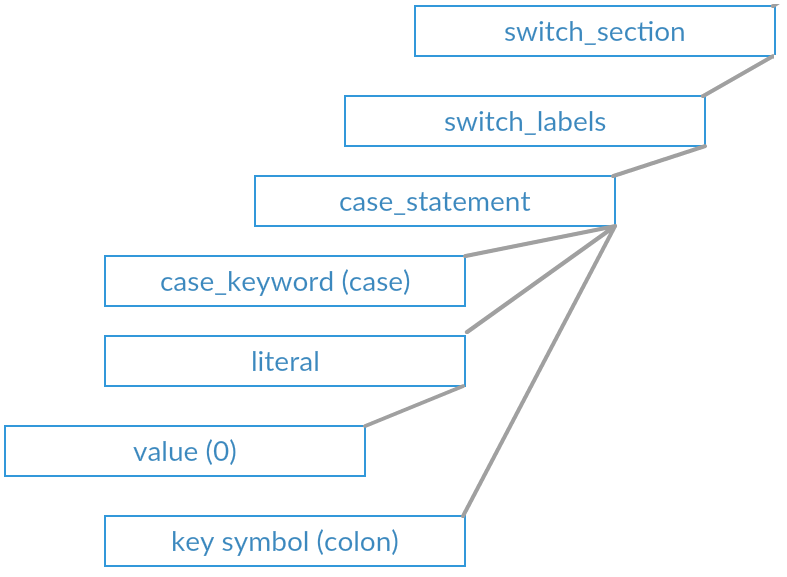 switch_section
switch_labels
case_statement
case_keyword (case)
literal
value (0)
key symbol (colon)